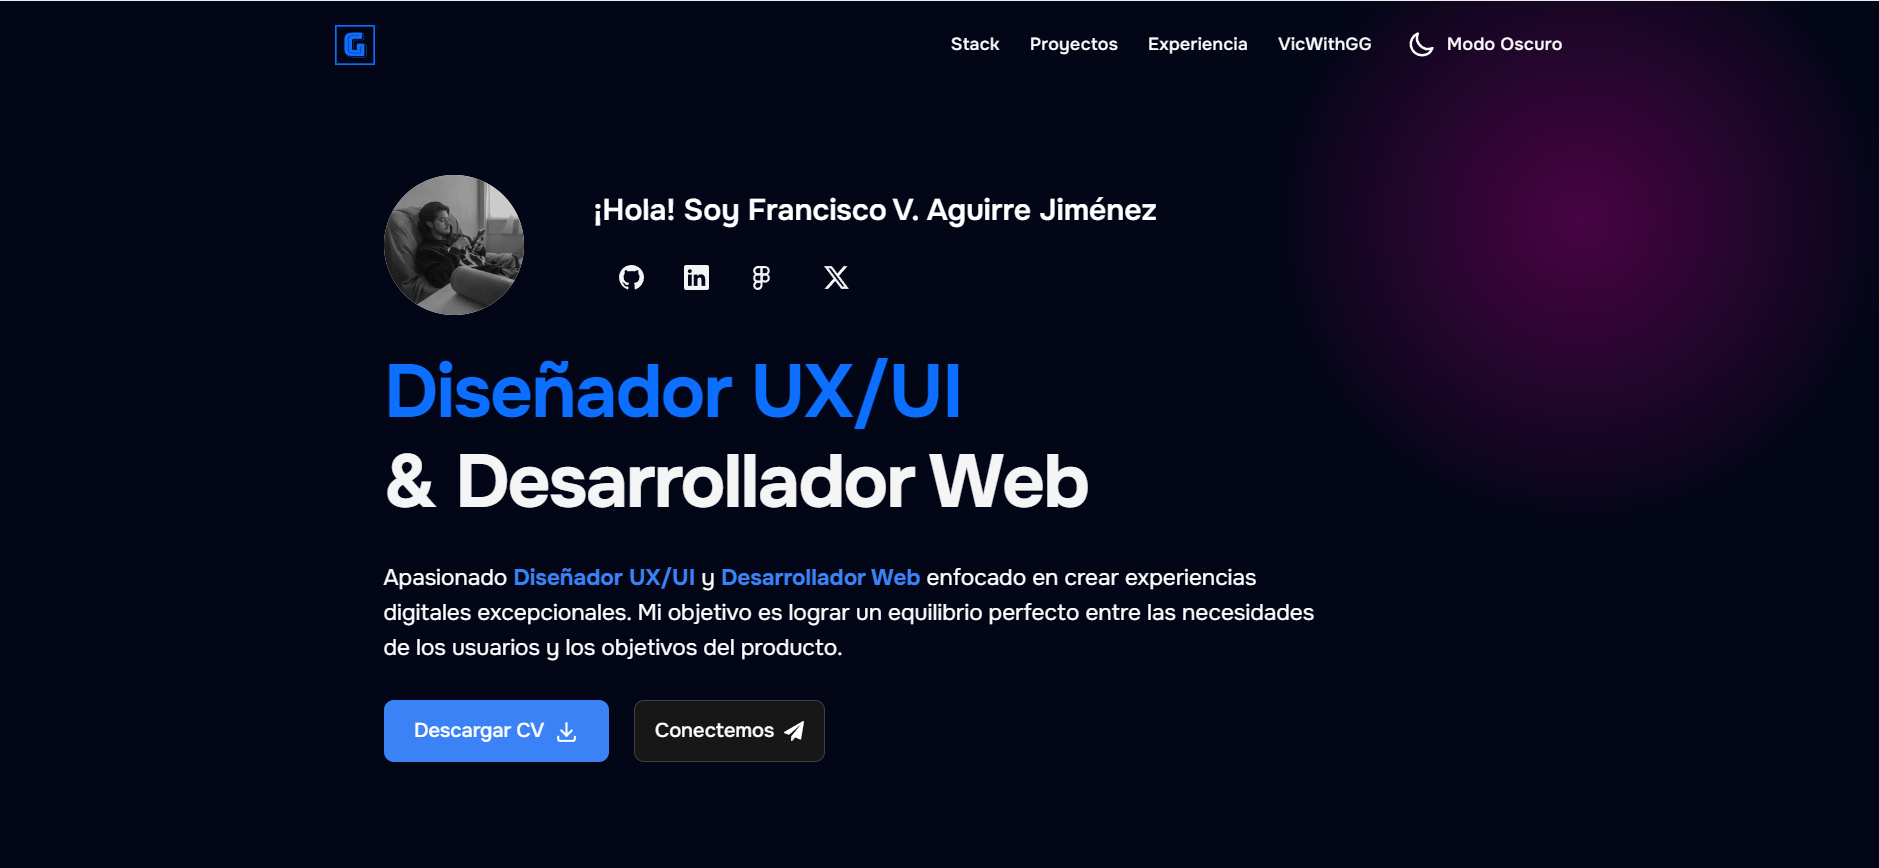 G
Stack
Proyectos
Experiencia
VicWithGG
Modo Oscuro
¡Hola! Soy Francisco V. Aguirre Jiménez
in
X
Diseñador UX/UI
& Desarrollador Web
Apasionado Diseñador UX/UI y Desarrollador Web enfocado en crear experiencias
digitales excepcionales. Mi objetivo es lograr un equilibrio perfecto entre las necesidades
de los usuarios y los objetivos del producto.
Descargar CV
Conectemos